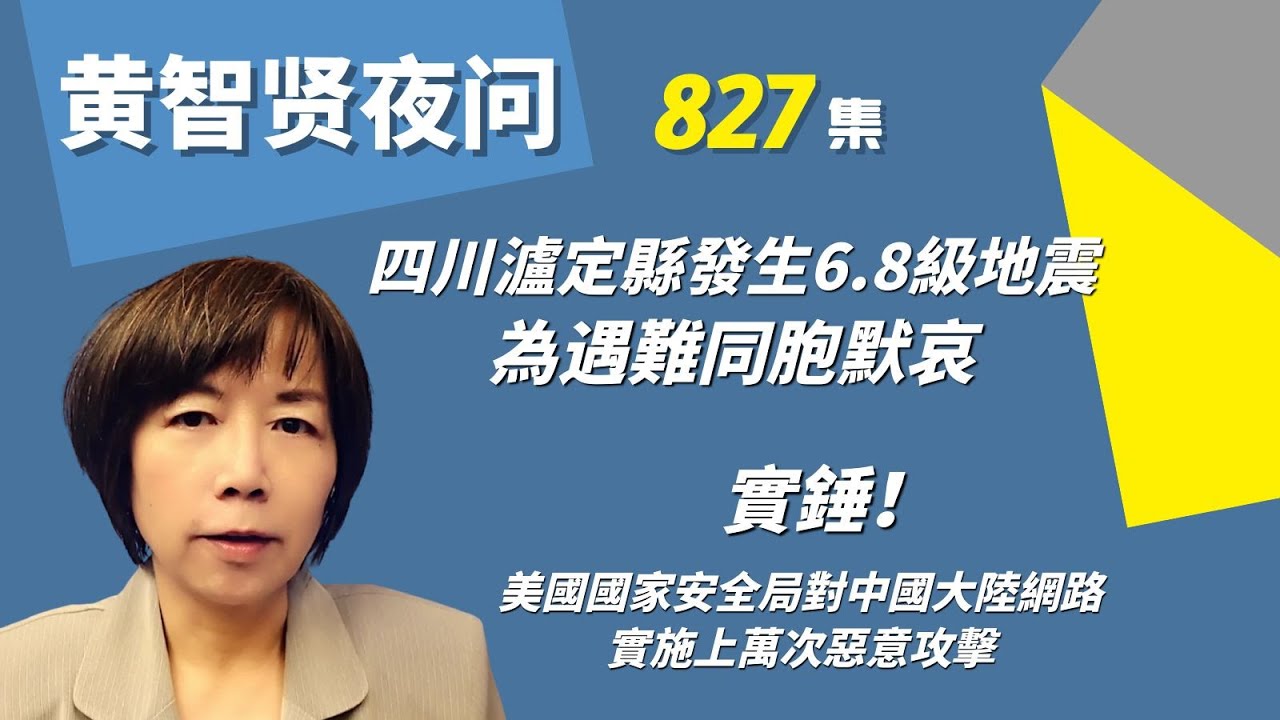 黄智贤夜问
827集
四川瀘定縣發生6.8級地震
為遇難同胞默哀
實錘!
美國國家安全局對中國大陸網路
實施上萬次惡意攻擊